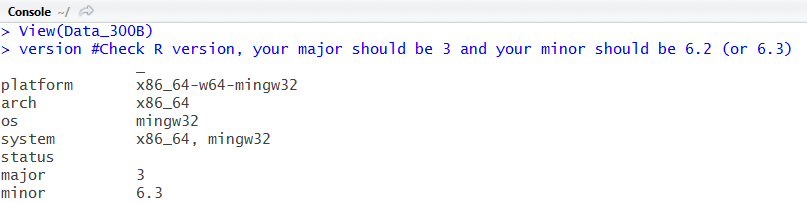 Console ~/
> View(Data_300B)
> version #Check R version, your major should be 3 and your minor should be 6.2 (or 6.3)
_
platform       x86_64-w64-mingw32
arch           x86_64
os             mingw32
system         x86_64, mingw32
status
major          3
minor          6.3